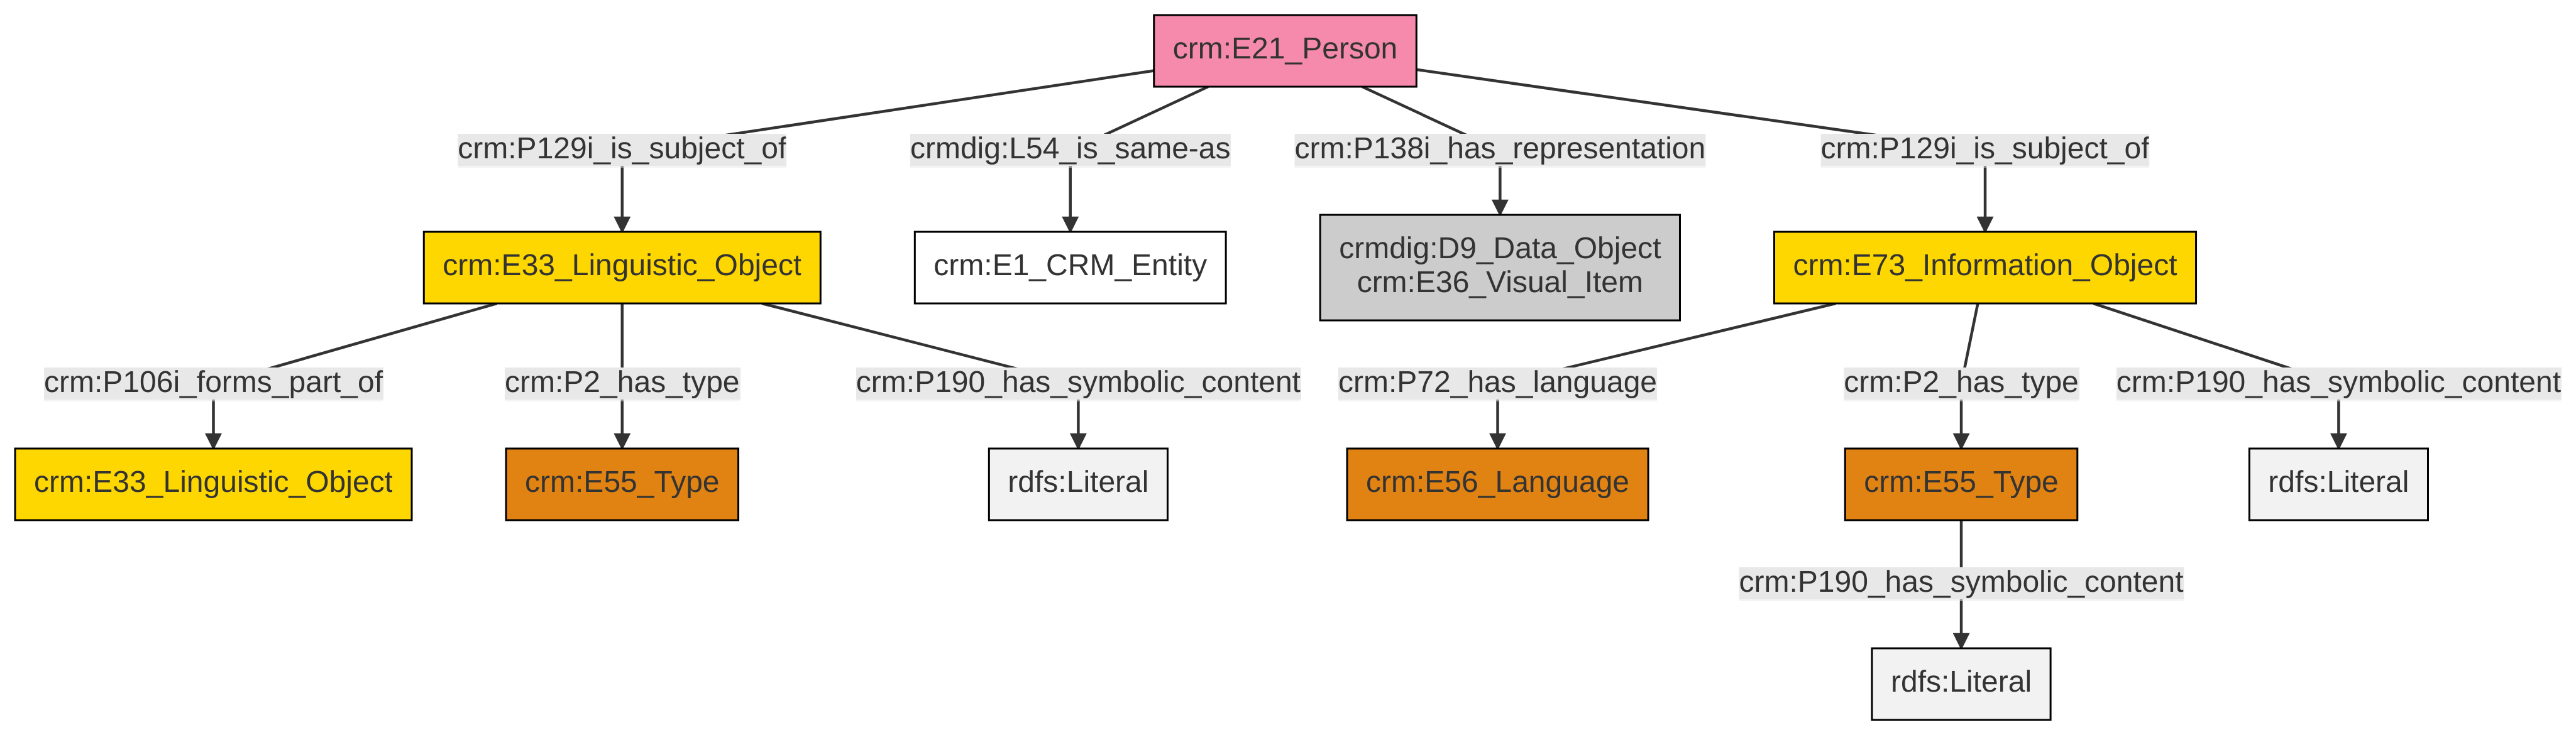 crm:E21_Person
crm:P129i_is_subject_of
crmdig:L54_is_same-as
crm:P138i_has_representation
crm:P129i_is_subject_of
crm:E33_Linguistic_Object
crm:E1_CRM_Entity
crmdig:D9_Data_Object
crm:E36_Visual_Item
crm:E73_Information_Object
crm:P106i_forms_part_of
crm:P2_has_type
crm:P190_has_symbolic_content
crm:P72_has_language
crm:P2_has_type
crm:P190_has_symbolic_content
crm:E33_Linguistic_Object
crm:E55_Type
rdfs:Literal
crm:E56_Language
crm:E55_Type
rdfs:Literal
crm:P190_has_symbolic_content
rdfs:Literal